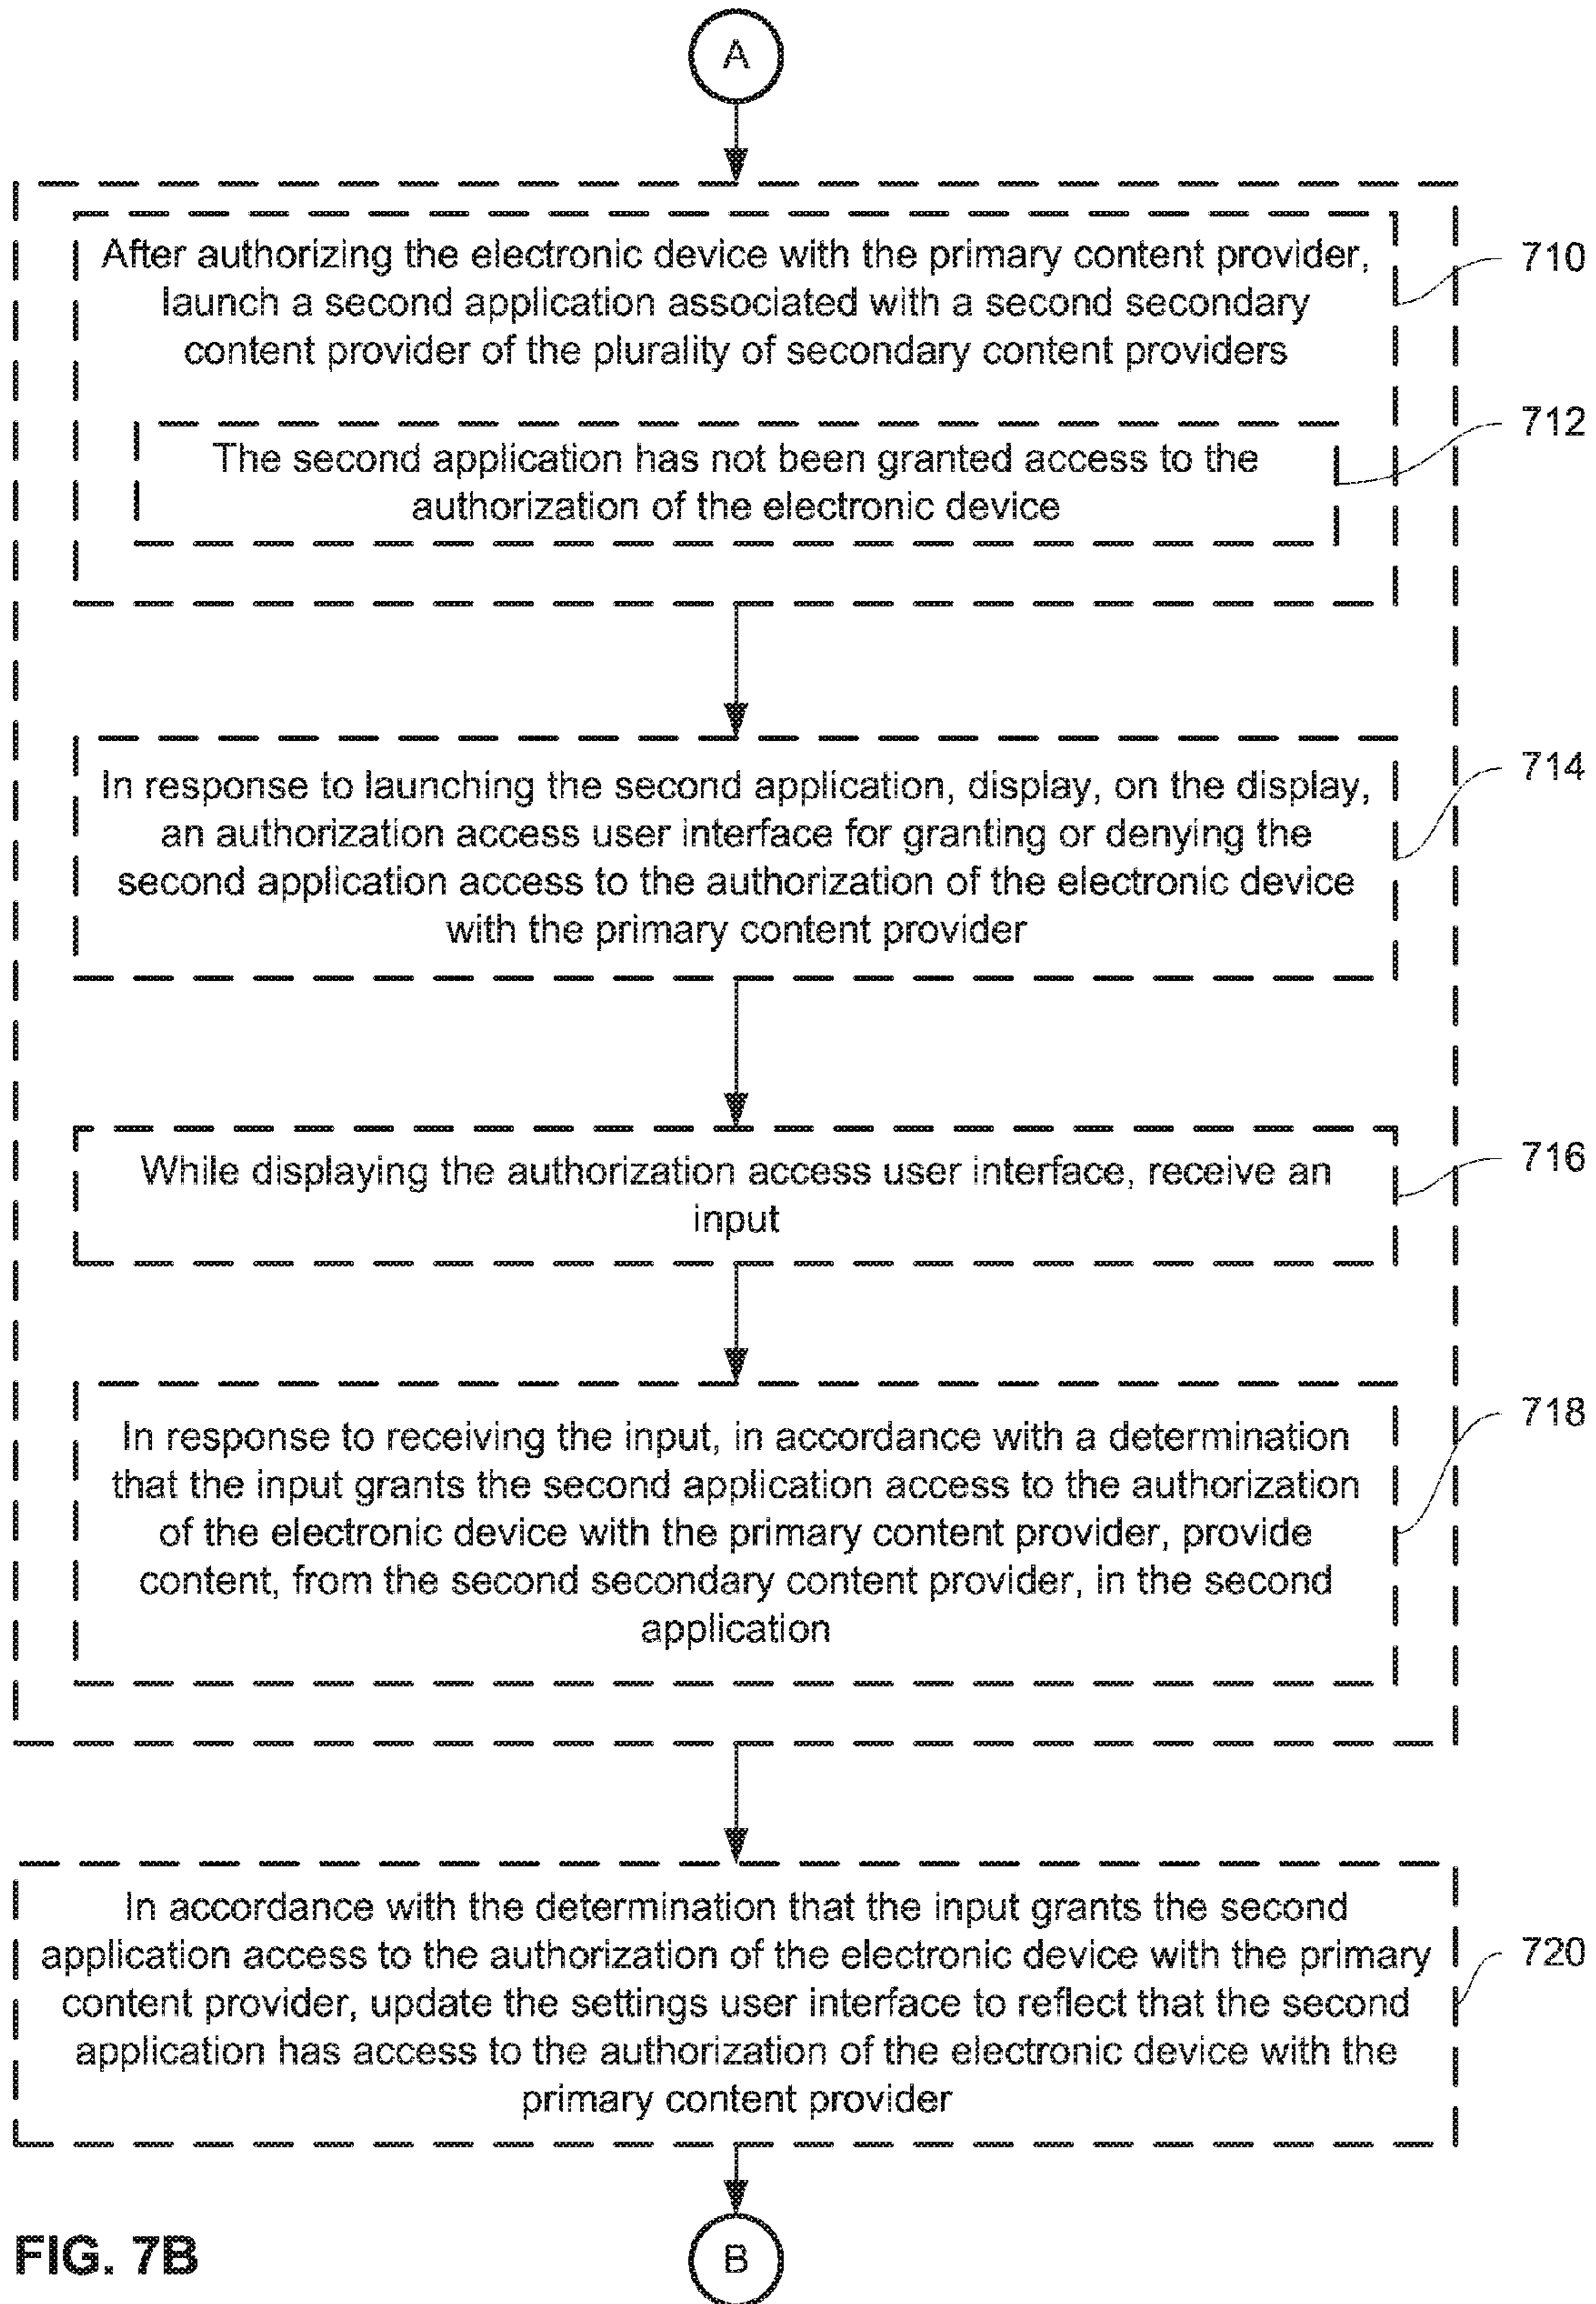 A
After authorizing the electronic device with the primary content provider,
launch a second application associated with a second secondary
content provider of the plurality of secondary content providers
710
The second application has not been granted access to the
authorization of the electronic device
712
In response to launching the second application, display, on the display,
an authorization access user interface for granting or denying the
second application access to the authorization of the electronic device
with the primary content provider
714
While displaying the authorization access user interface, receive an
input
716
In response to receiving the input, in accordance with a determination
that the input grants the second application access to the authorization
of the electronic device with the primary content provider, provide
content, from the second secondary content provider, in the second
application
718
In accordance with the determination that the input grants the second
application access to the authorization of the electronic device with the primary
content provider, update the settings user interface to reflect that the second
application has access to the authorization of the electronic device with the
primary content provider
720
B
FIG. 7B